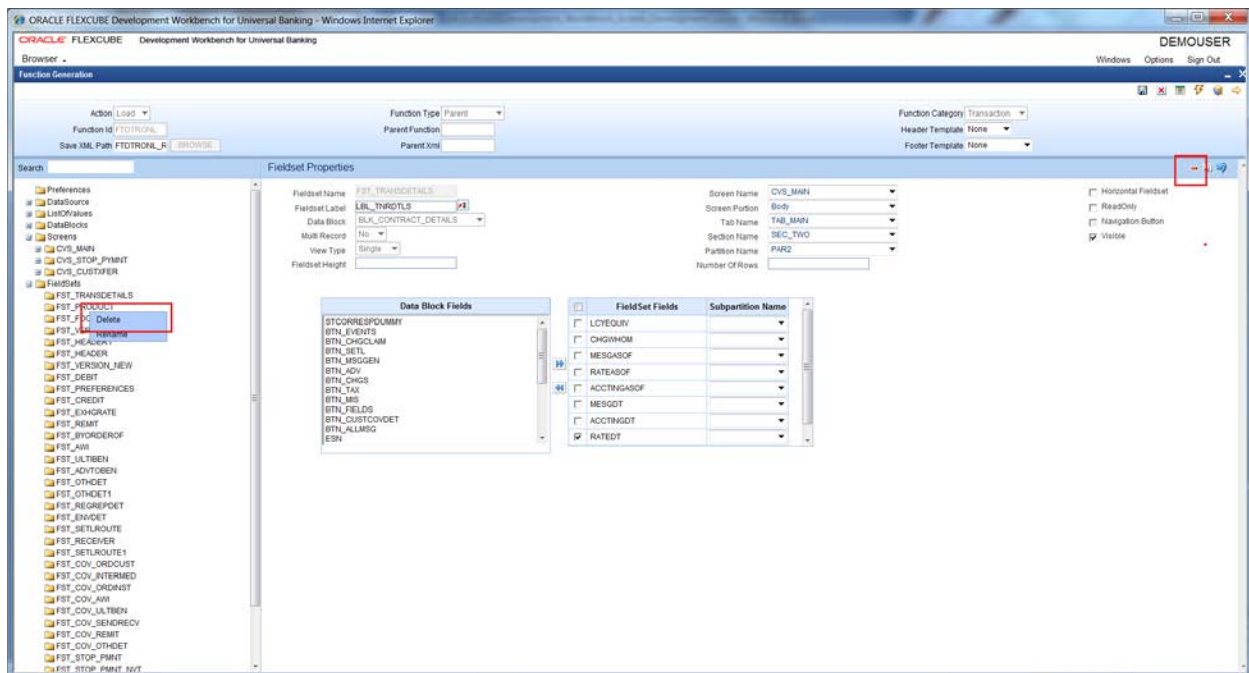 ORACLE FLEXCUBE Development Workbench for Universal Banking - Windows Internet Explorer
ORACLE FLEXCUBE Development Workbench for Universal Banking
DEMOUSER
Browser
Windows Options Sign Out
Function Generation
Action Load
Function Type Parent
Function Category Transaction
Function Id FTDTRONL
Parent Function
Header Template None
Save XML Path FTDTRONL_R BROWSE
Parent Xml
Footer Template None
Search
Fieldset Properties
Preferences
DataSource
ListOfValues
DataBlocks
Screens
CVS_MAIN
CVS_STOP_PYMNT
CVS_CUSTXFER
FieldSets
FST_TRANSDETAILS
FST_PRODUCT
Delete
Rename
FST_HEADER1
FST_HEADER
FST_VERSION_NEW
FST_DEBIT
FST_PREFERENCES
FST_CREDIT
FST_EXHGRATE
FST_REMIT
FST_BYORDEROF
FST_AWI
FST_ULTIBEN
FST_ADVTOBEN
FST_OTHDET
FST_OTHDET1
FST_REGREPDET
FST_ENVDET
FST_SETLROUTE
FST_RECEIVER
FST_SETLROUTE1
FST_COV_ORDCUST
FST_COV_INTERMED
FST_COV_ORDINST
FST_COV_AWI
FST_COV_ULTBEN
FST_COV_SENDRECV
FST_COV_REMIT
FST_COV_OTHDET
FST_STOP_PMNT
FST_STOP_PMNT_NVT
Fieldset Name FST_TRANSDETAILS
Fieldset Label LBL_TNRDTLS
Data Block BLK_CONTRACT_DETAILS
Multi Record No
View Type Single
Fieldset Height
Screen Name CVS_MAIN
Screen Portion Body
Tab Name TAB_MAIN
Section Name SEC_TWO
Partition Name PAR2
Number Of Rows
Horizontal Fieldset
ReadOnly
Navigation Button
Visible
Data Block Fields
STCORRESPDUMMY
BTN_EVENTS
BTN_CHGCLAIM
BTN_SETL
BTN_MSGGEN
BTN_ADV
BTN_CHGS
BTN_TAX
BTN_MIS
BTN_FIELDS
BTN_CUSTCOVDET
BTN_ALLMSG
ESN
FieldSet Fields Subpartition Name
LCYEQUIV
CHGWHOM
MESGASOF
RATEASOF
ACCTINGASOF
MESGDT
ACCTINGDT
RATEDT